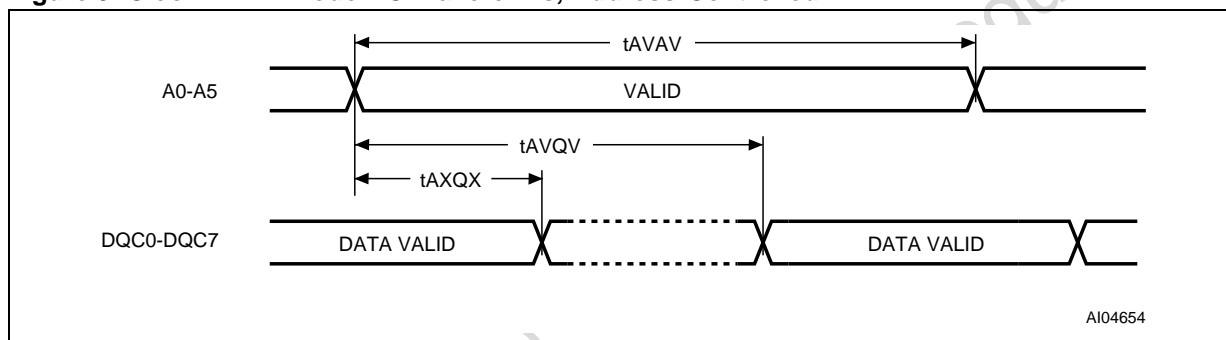 tAVAV
A0-A5
VALID
tAVQV
tAXQX
DQC0-DQC7
DATA VALID
DATA VALID
AI04654